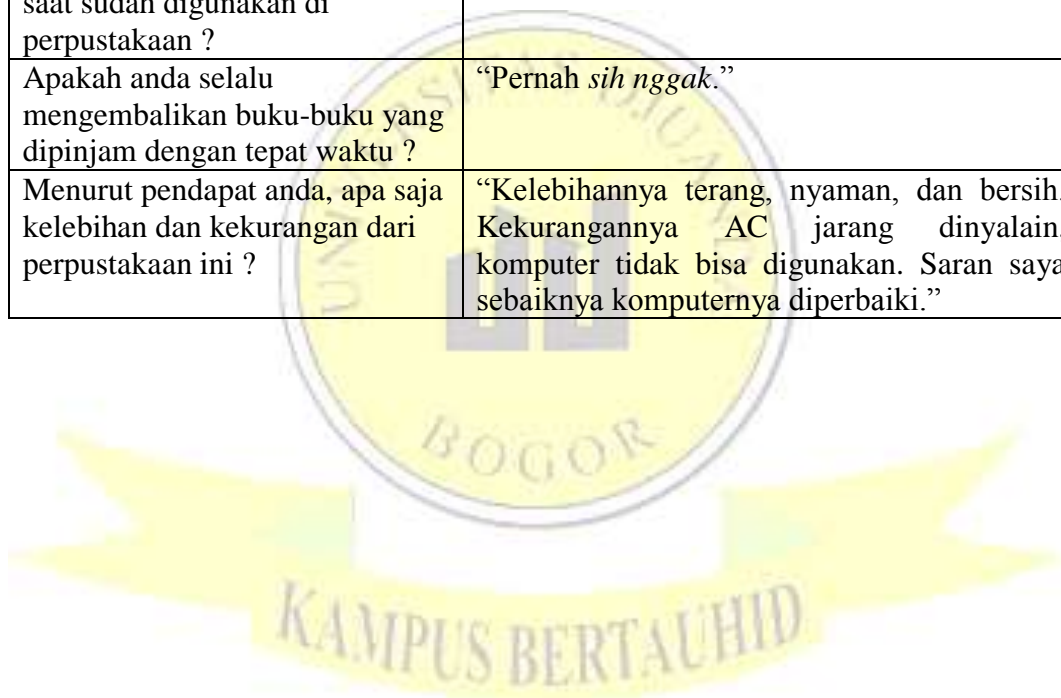 saat sudah digunakan di
perpustakaan ?
Apakah anda selalu
mengembalikan buku-buku yang
dipinjam dengan tepat waktu ?
“Pernah sih nggak.”
Menurut pendapat anda, apa saja
kelebihan dan kekurangan dari
perpustakaan ini ?
“Kelebihannya terang, nyaman, dan bersih.
Kekurangannya AC jarang dinyalain.
komputer tidak bisa digunakan. Saran saya
sebaiknya komputernya diperbaiki.”
BOGOR
KAMPUS BERTAUHID